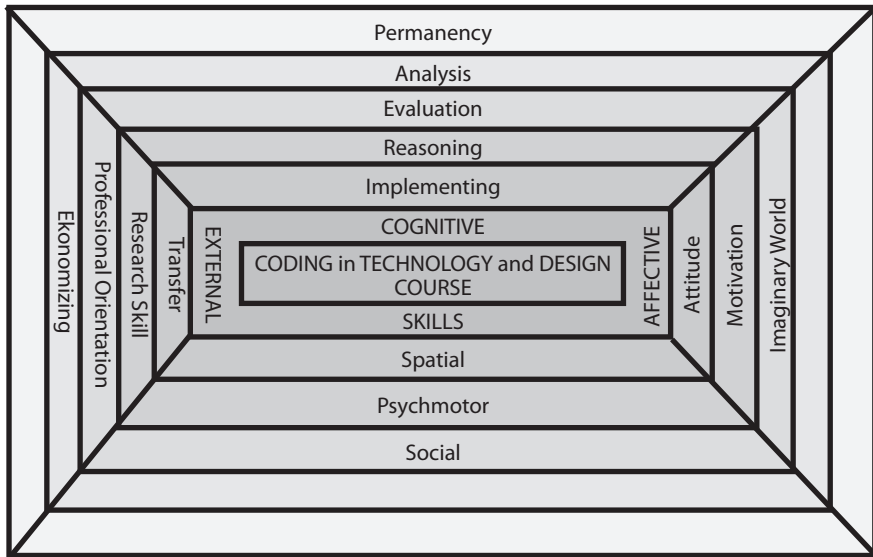 Permanency
Analysis
Evaluation
Reasoning
Implementing
COGNITIVE
CODING in TECHNOLOGY and DESIGN
COURSE
SKILLS
Spatial
Psychmotor
Social
Ekonomizing
Professional Orientation
Research Skill
Transfer
EXTERNAL
AFFECTIVE
Attitude
Motivation
Imaginary World